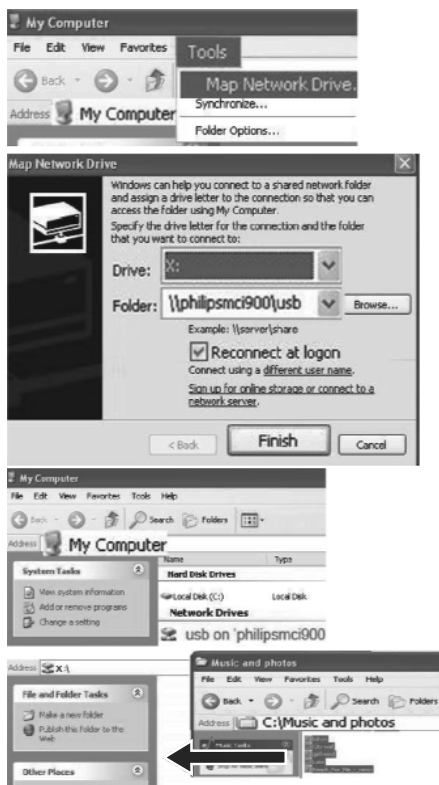 My Computer
File Edit View Favorites Tools
Back
Map Network Drive.
Address My Computer
Synchronize...
Folder Options...
Map Network Drive
Windows can help you connect to a shared network folder
and assign a drive letter to the connection so that you can
access the folder using My Computer.
Specify the drive letter for the connection and the folder
that you want to connect to:
Drive: X:
Folder: \\philipsmci900\usb Browse...
Example: \\server\share
Reconnect at logon
Connect using a different user name.
Sign up for online storage or connect to a
network server.
< Back Finish Cancel
My Computer
File Edit View Favorites Tools Help
Back Search Folders
Address My Computer
Name Type
System Tasks
Hard Disk Drives
View system information
Local Disk (C:) Local Disk
Add or remove programs
Network Drives
Change a setting
usb on 'philipsmci900
Address X:\
Music and photos
File Edit View Favorites Tools Help
File and Folder Tasks
Back Search Folders
Make a new folder
Address C:\Music and photos
Publish this folder to the
Web
Music Tasks
Other Places